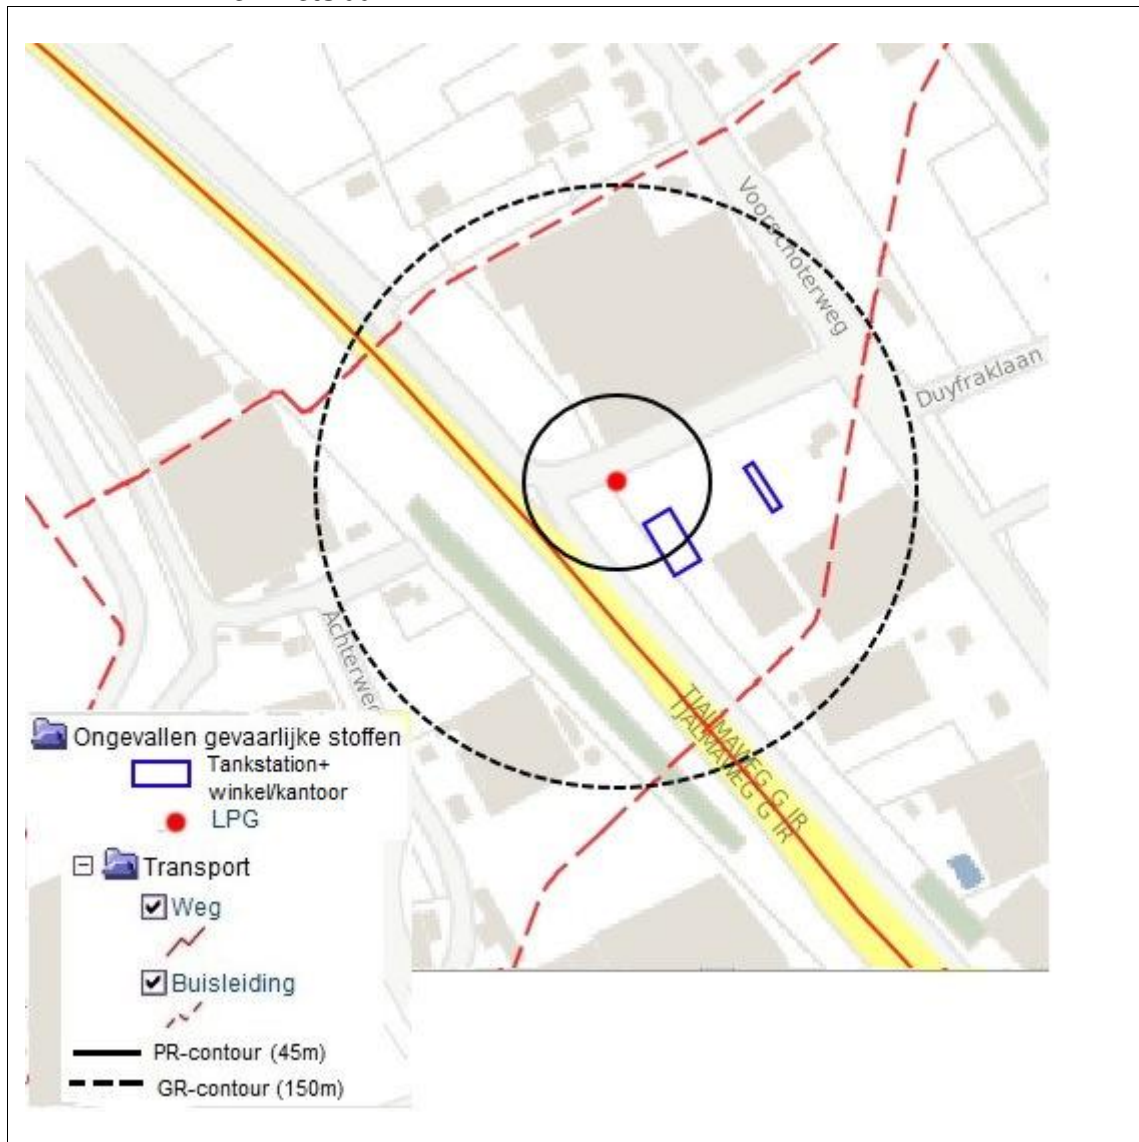 Voorschoterweg
Duyfraklaan
Achterweg
TJALMAWEG G IR
TJALMAWEG G IR
Ongevallen gevaarlijke stoffen
Tankstation+
winkel/kantoor
LPG
Transport
Weg
Buisleiding
PR-contour (45m)
GR-contour (150m)